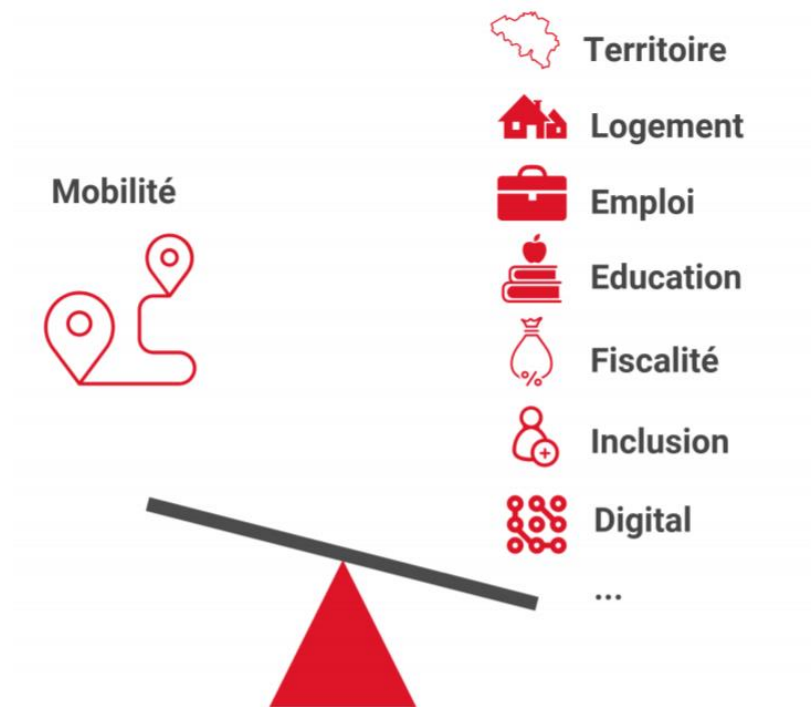 Mobilité
Territoire
Logement
Emploi
Education
Fiscalité
%
Inclusion
Digital
...